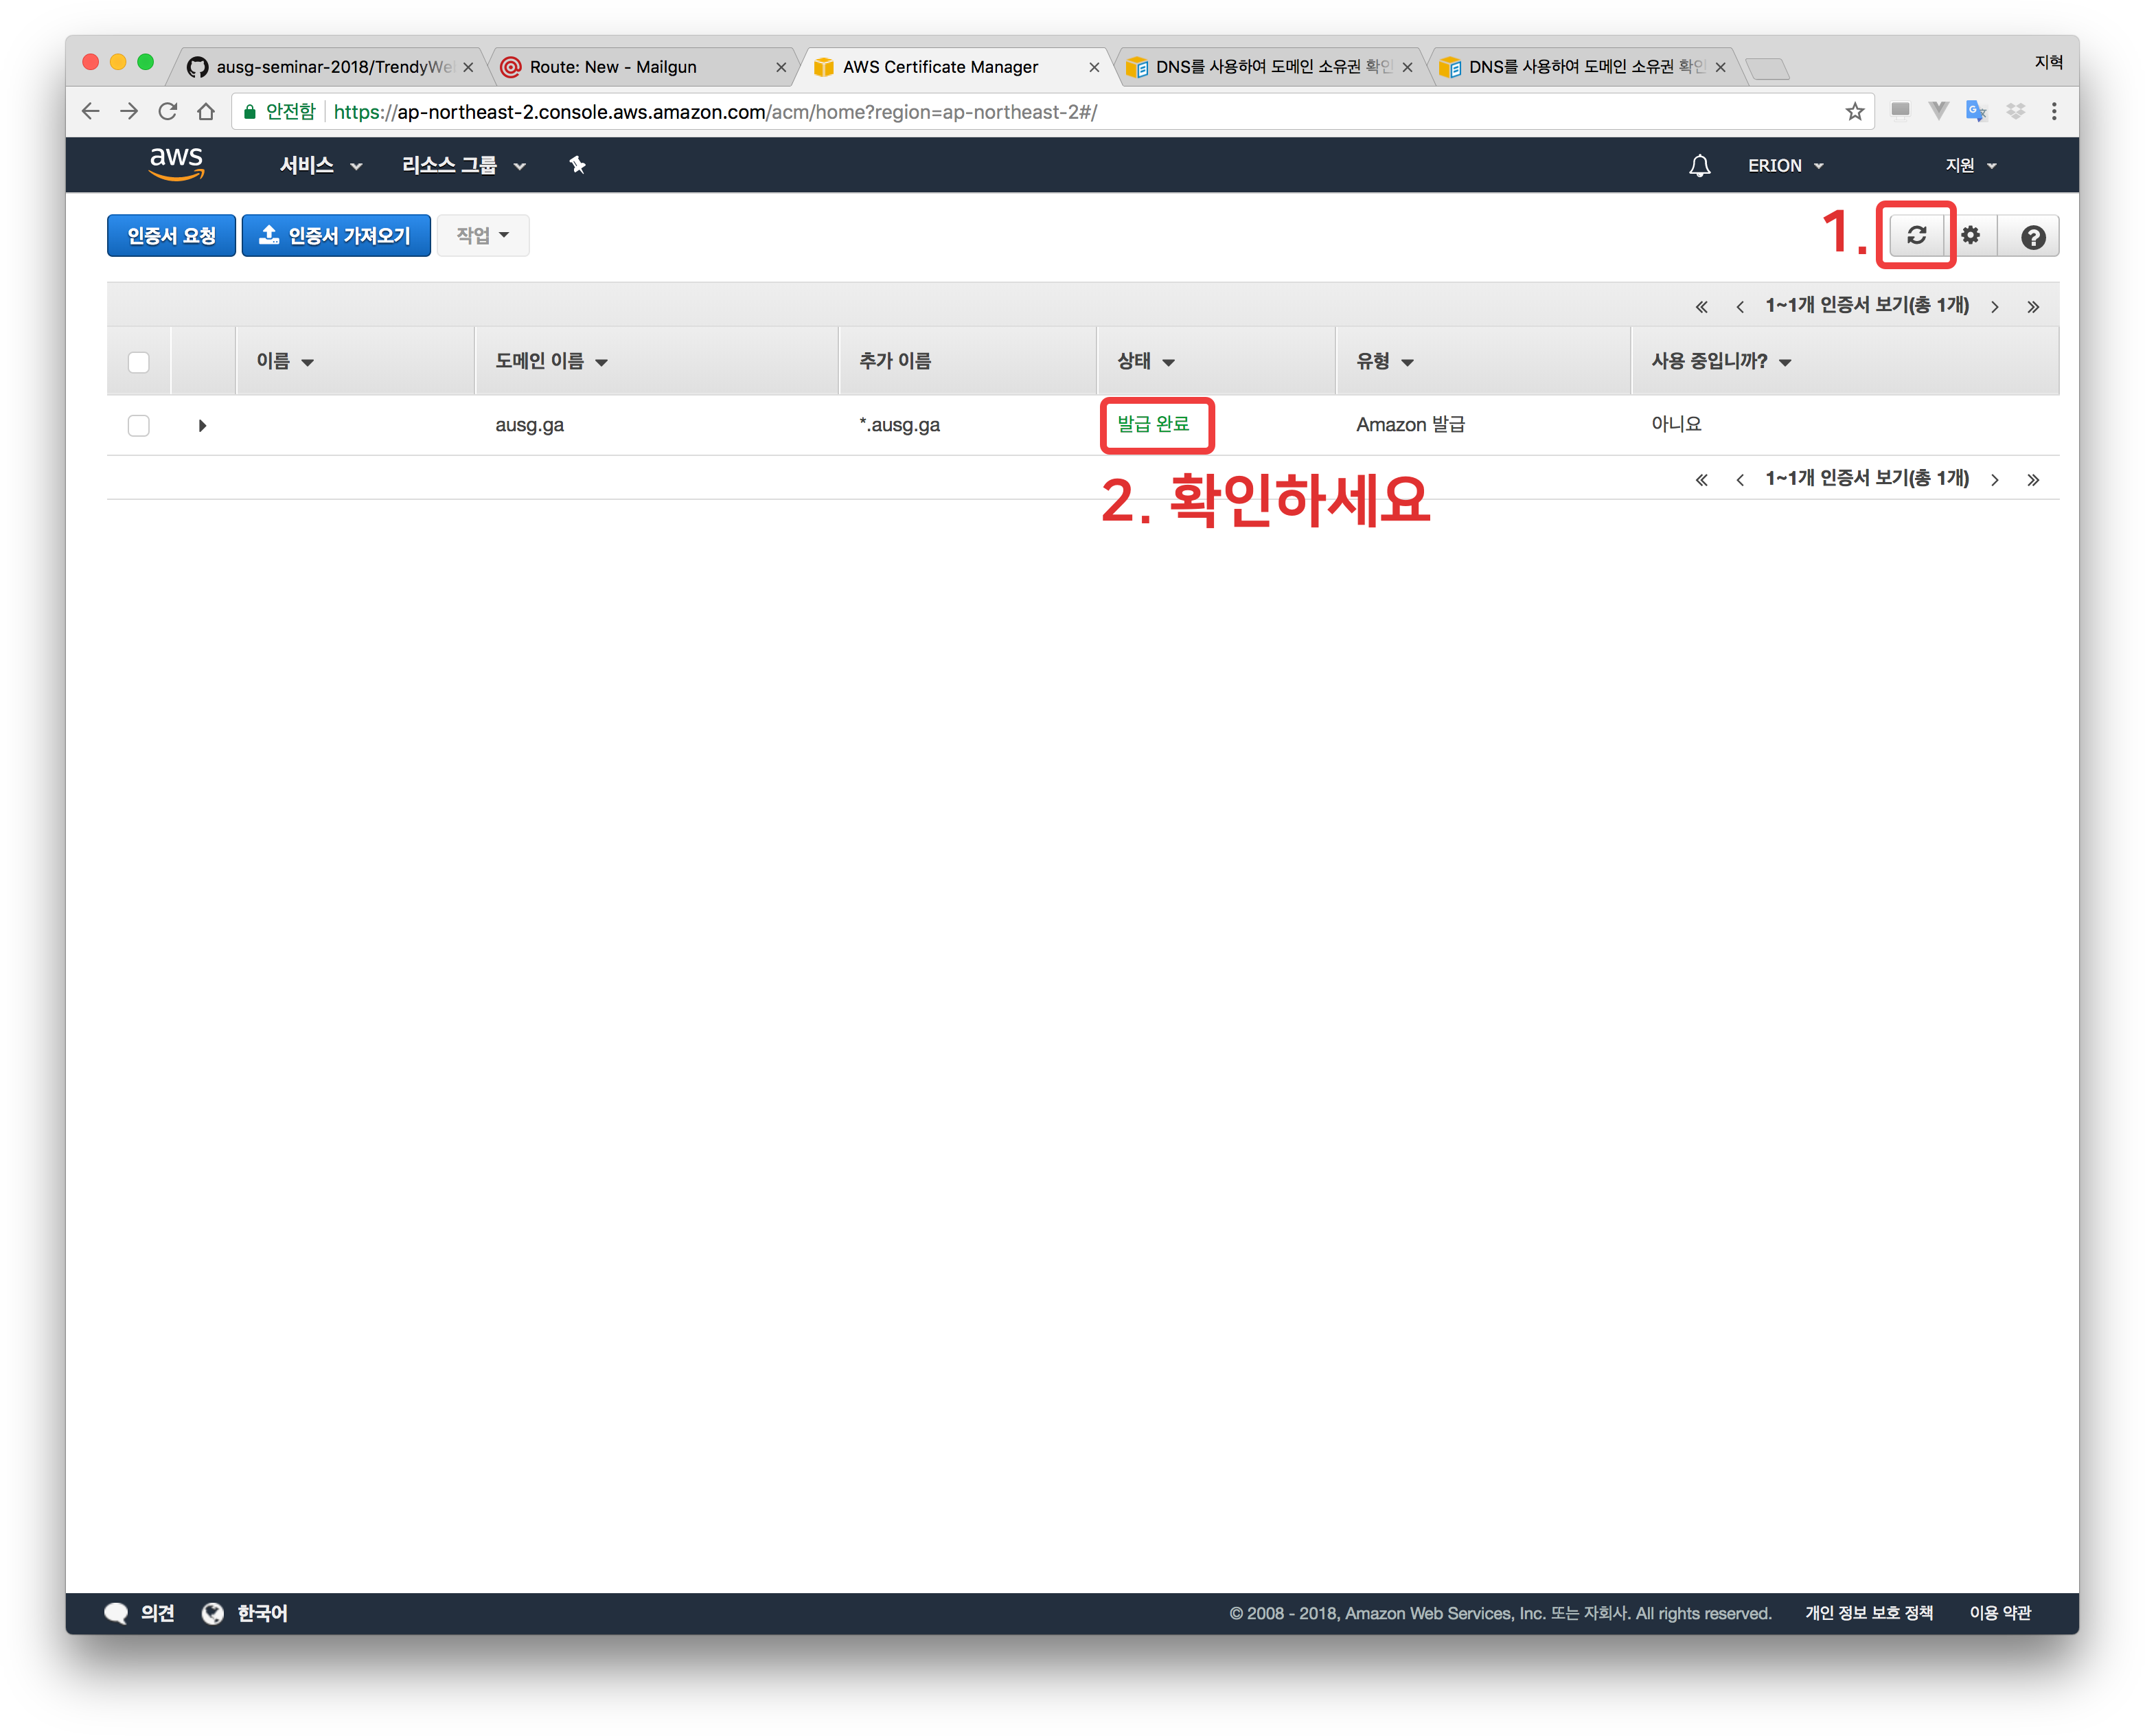 ausg-seminar-2018/TrendyWe
Route: New - Mailgun
AWS Certificate Manager
DNS를 사용하여 도메인 소유권 확인
DNS를 사용하여 도메인 소유권 확인
지혁
안전함
https://ap-northeast-2.console.aws.amazon.com/acm/home?region=ap-northeast-2#/
aws
서비스
리소스 그룹
ERION
지원
인증서 요청
인증서 가져오기
작업
1.
« ‹ 1~1개 인증서 보기(총 1개) › »
이름
도메인 이름
추가 이름
상태
유형
사용 중입니까?
ausg.ga
*.ausg.ga
발급 완료
Amazon 발급
아니요
« ‹ 1~1개 인증서 보기(총 1개) › »
2. 확인하세요
의견
한국어
© 2008 - 2018, Amazon Web Services, Inc. 또는 자회사. All rights reserved.
개인 정보 보호 정책
이용 약관